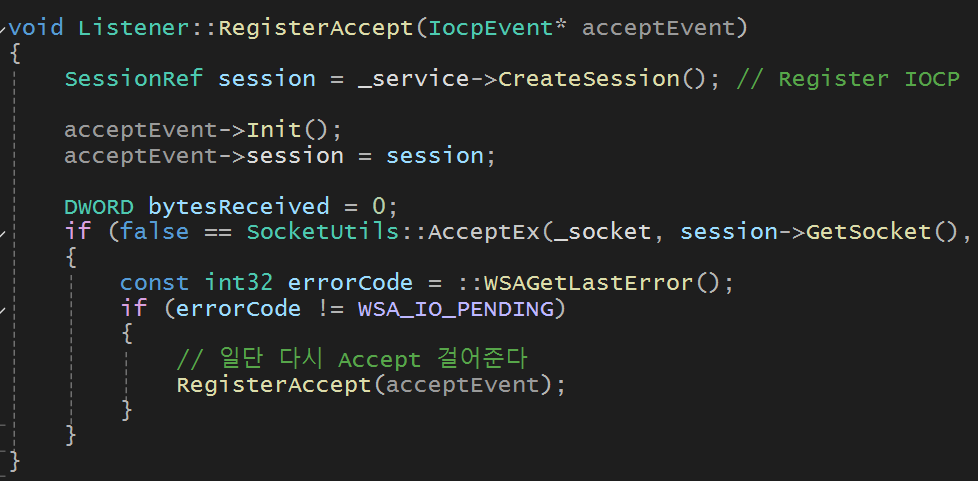 void Listener::RegisterAccept(IocpEvent* acceptEvent)
{
SessionRef session = _service->CreateSession(); // Register IOCP
acceptEvent->Init();
acceptEvent->session = session;
DWORD bytesReceived = 0;
if (false == SocketUtils::AcceptEx(_socket, session->GetSocket(),
{
const int32 errorCode = ::WSAGetLastError();
if (errorCode != WSA_IO_PENDING)
{
// 일단 다시 Accept 걸어준다
RegisterAccept(acceptEvent);
}
}
}